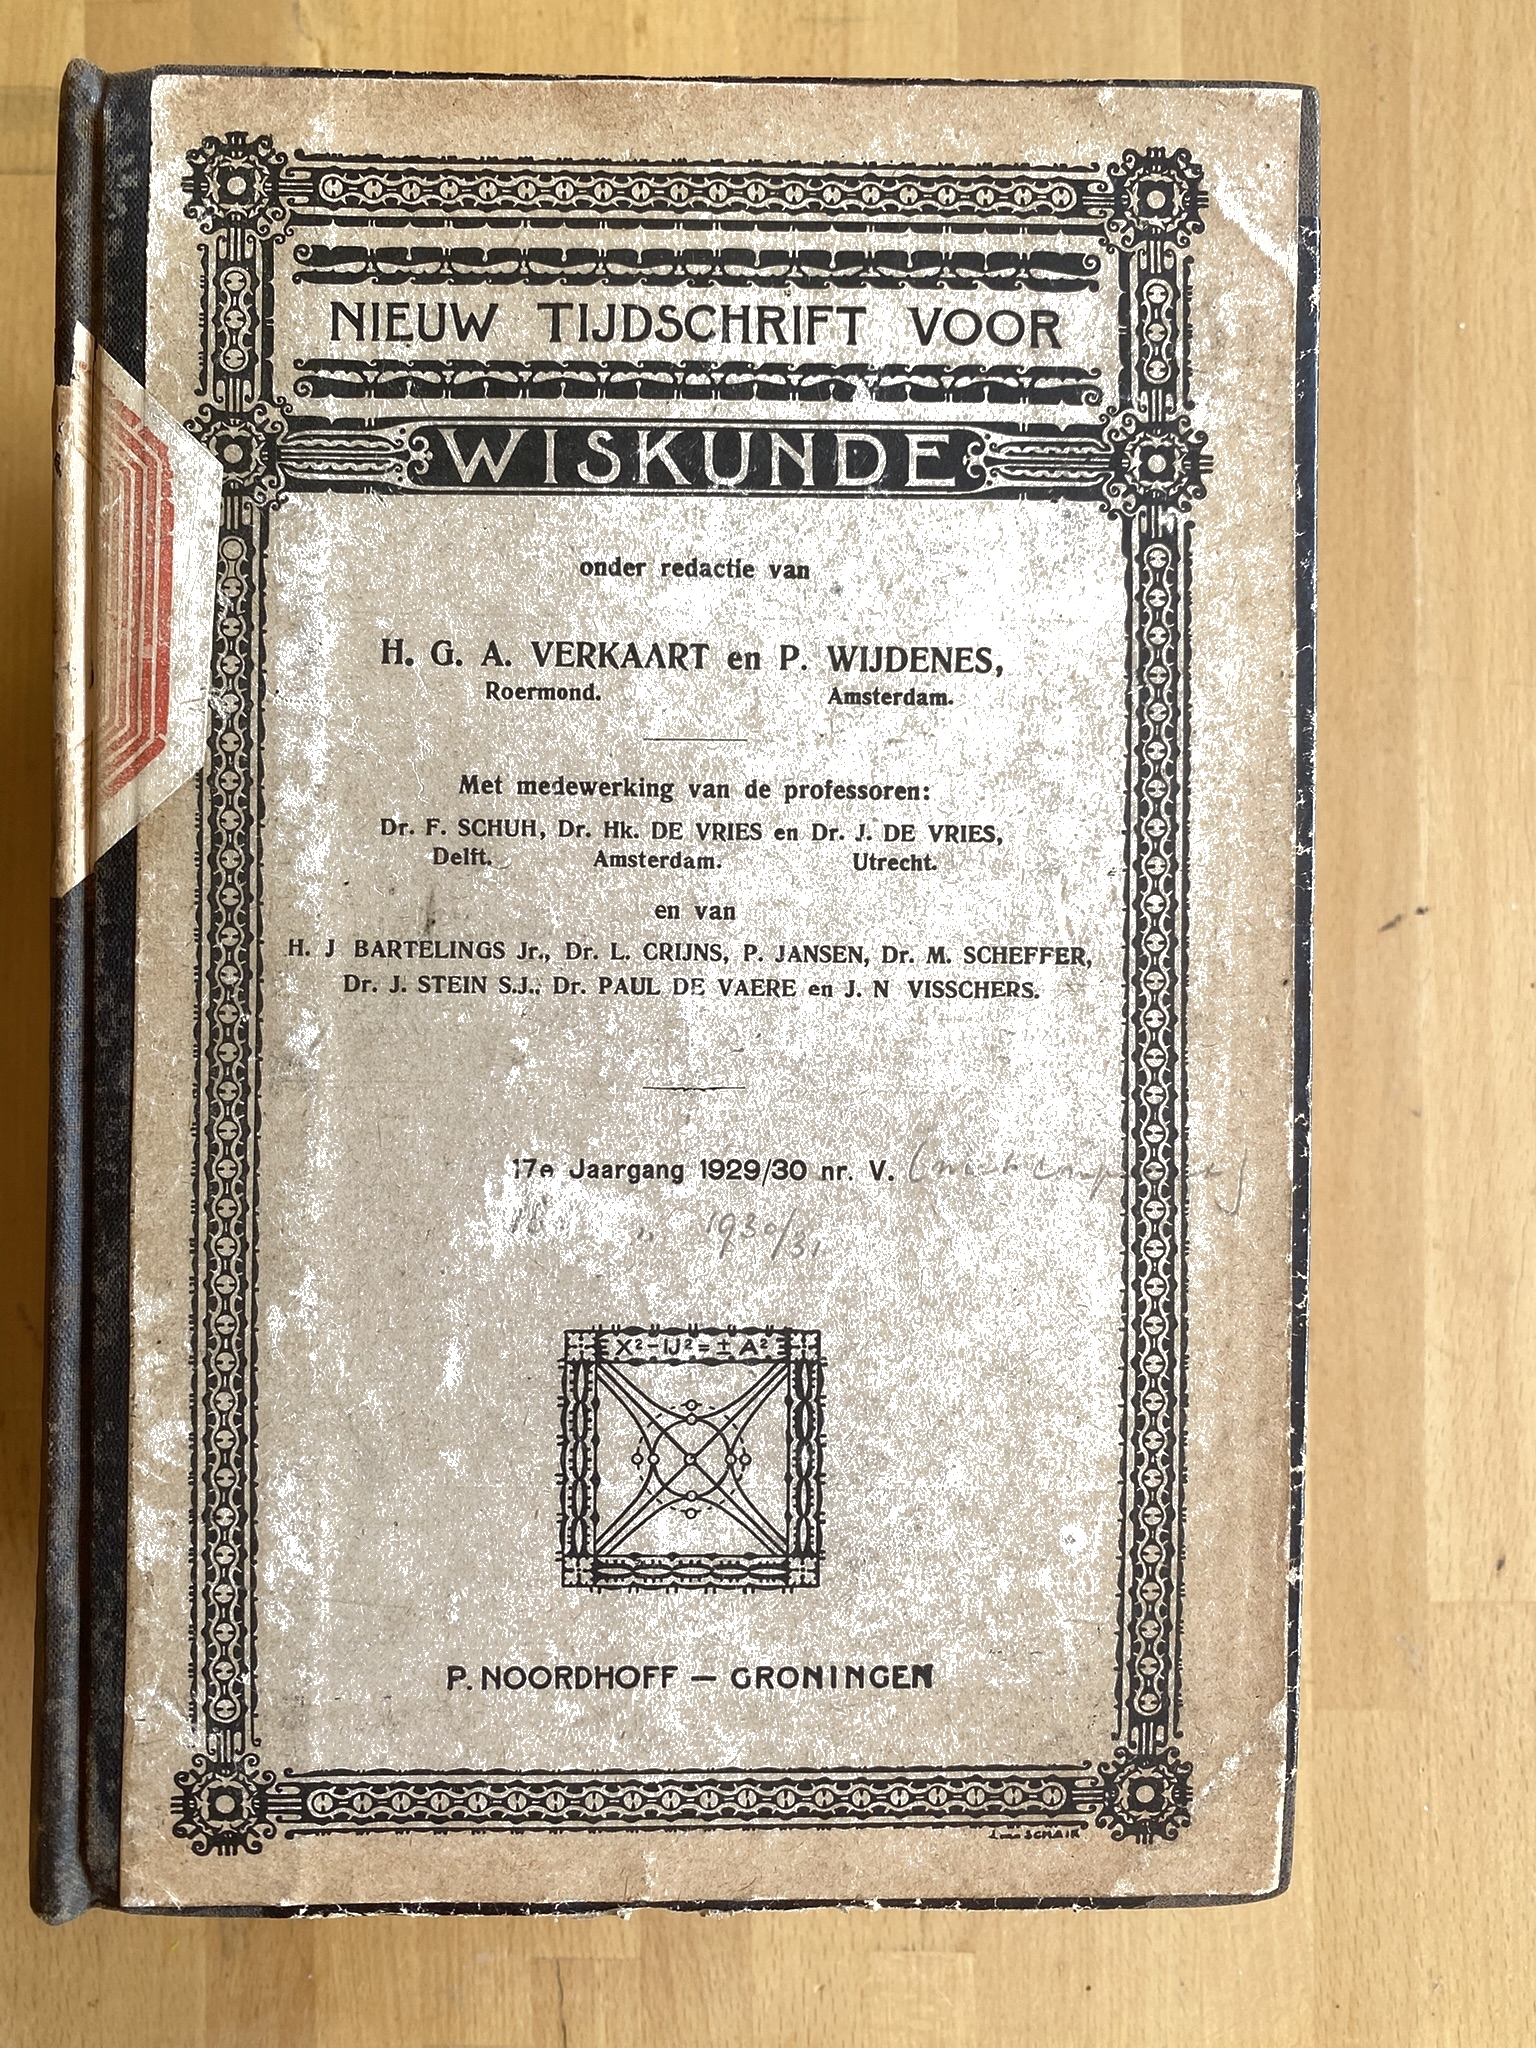 NIEUW TIJDSCHRIFT VOOR
WISKUNDE
onder redactie van
H. G. A. VERKAART en P. WIJDENES,
Roermond. Amsterdam.
Met medewerking van de professoren:
Dr. F. SCHUH, Dr. Hk. DE VRIES en Dr. J. DE VRIES,
Delft. Amsterdam. Utrecht.
en van
H. J BARTELINGS Jr., Dr. L. CRIJNS, P. JANSEN, Dr. M. SCHEFFER,
Dr. J. STEIN S.J., Dr. PAUL DE VAERE en J. N VISSCHERS.
17e Jaargang 1929/30 nr. V.
18e „ 1930/31
X²-IJ²=± A²
P. NOORDHOFF — GRONINGEN